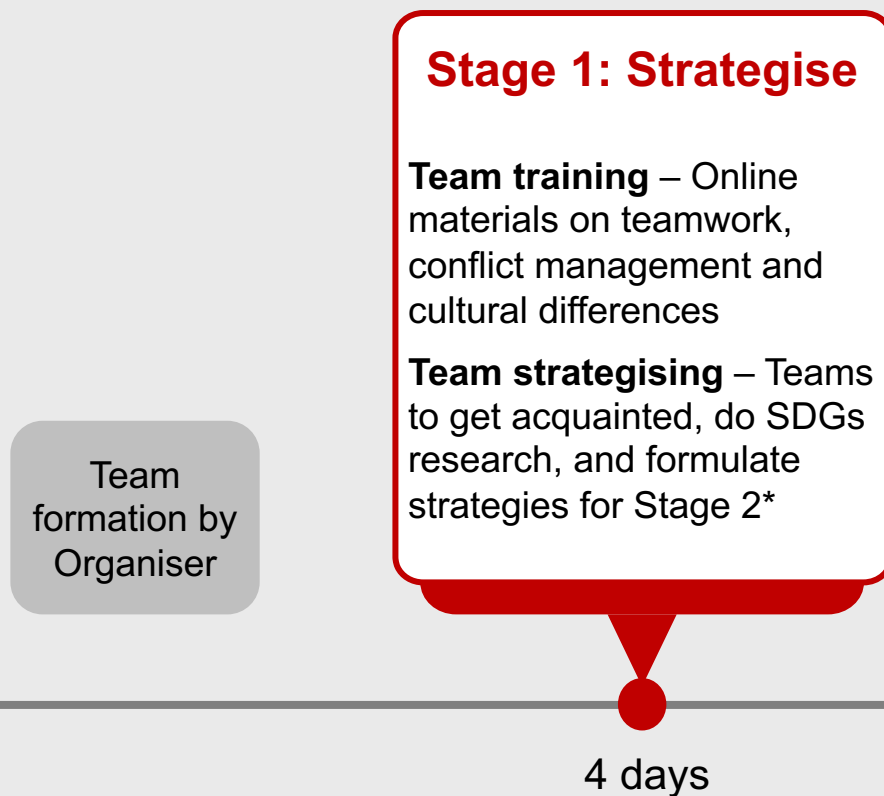 Stage 1: Strategise
Team training – Online
materials on teamwork,
conflict management and
cultural differences
Team strategising – Teams
to get acquainted, do SDGs
research, and formulate
strategies for Stage 2*
Team
formation by
Organiser
4 days